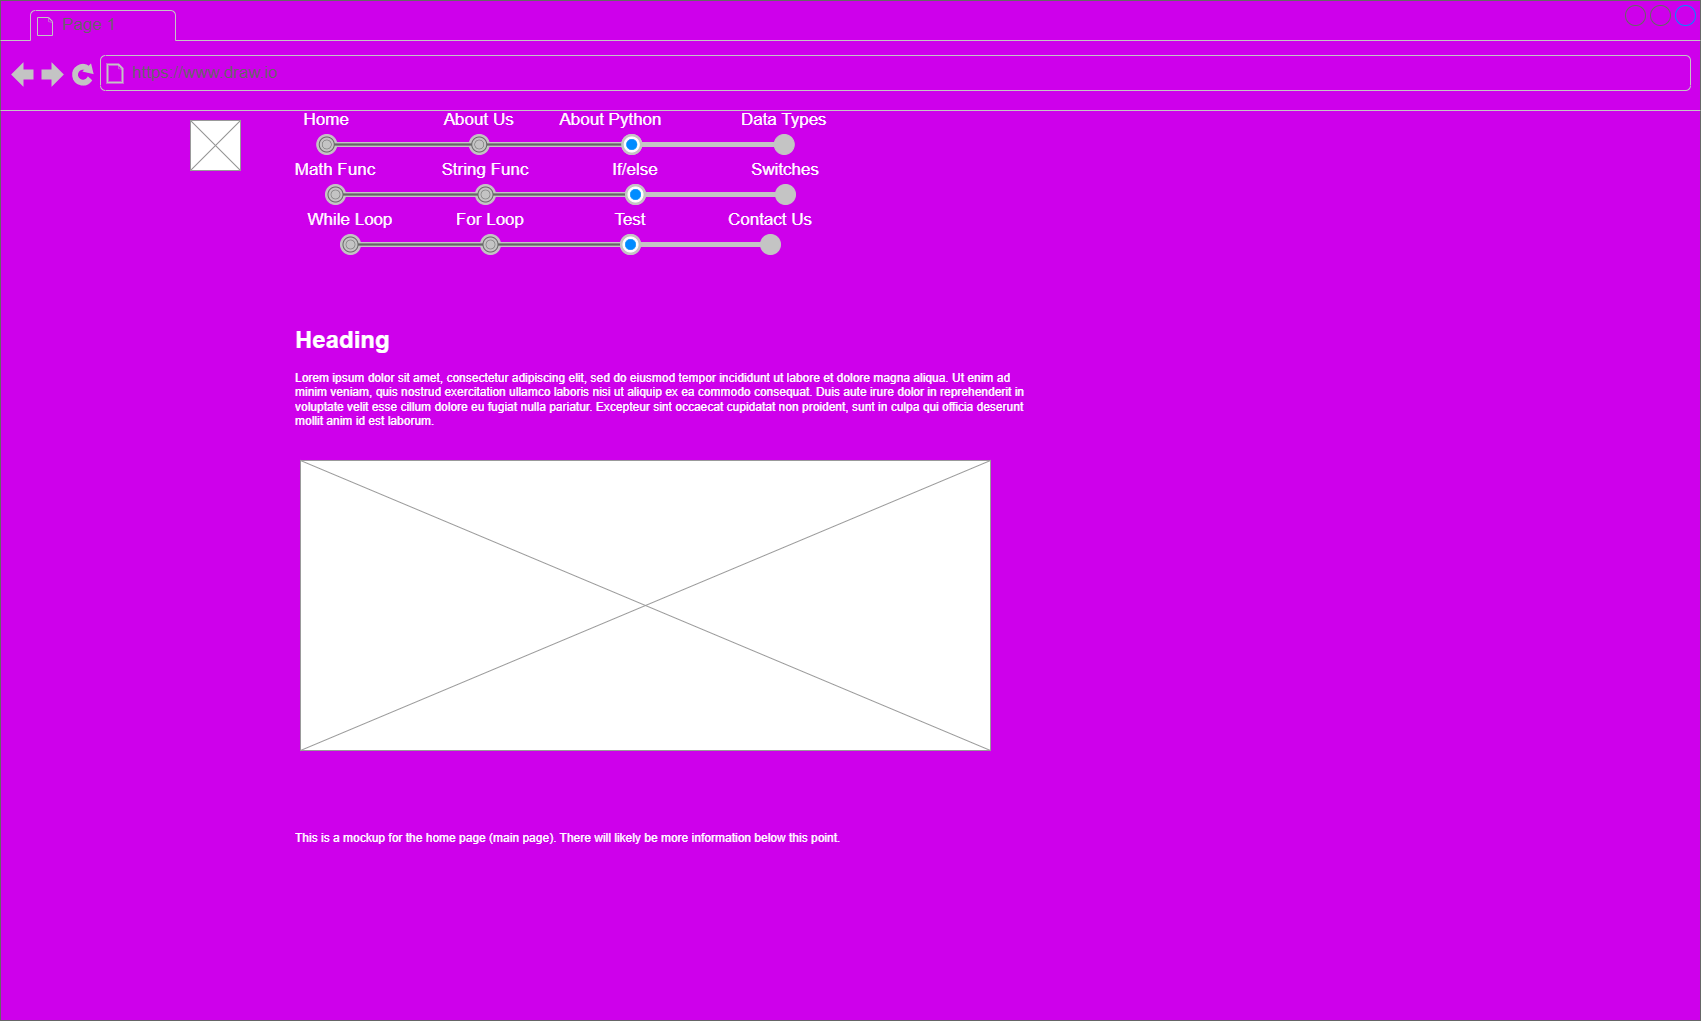 Page 1
https://www.draw.io
Home About Us About Python Data Types
Math Func String Func If/else Switches
While Loop For Loop Test Contact Us
Heading
Lorem ipsum dolor sit amet, consectetur adipiscing elit, sed do eiusmod tempor incididunt ut labore et dolore magna aliqua. Ut enim ad
minim veniam, quis nostrud exercitation ullamco laboris nisi ut aliquip ex ea commodo consequat. Duis aute irure dolor in reprehenderit in
voluptate velit esse cillum dolore eu fugiat nulla pariatur. Excepteur sint occaecat cupidatat non proident, sunt in culpa qui officia deserunt
mollit anim id est laborum.
This is a mockup for the home page (main page). There will likely be more information below this point.